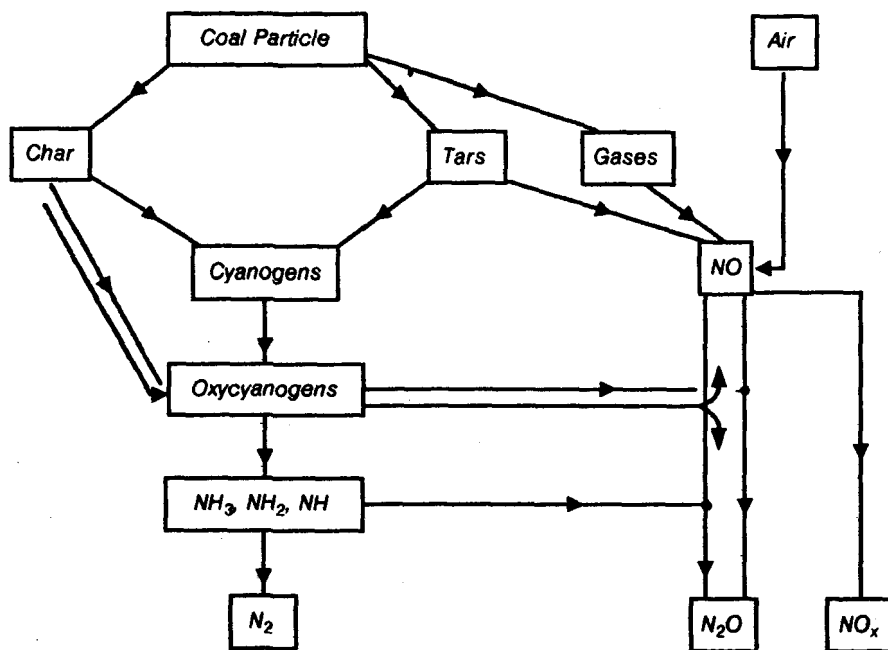 Coal Particle
Air
Char
Tars
Gases
Cyanogens
NO
Oxycyanogens
NH₃, NH₂, NH
N₂
N₂O
NOₓ